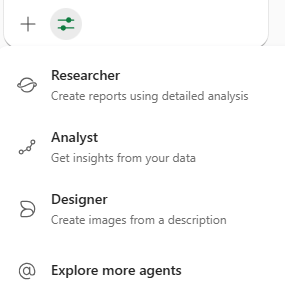 Researcher
Create reports using detailed analysis
Analyst
Get insights from your data
Designer
Create images from a description
Explore more agents